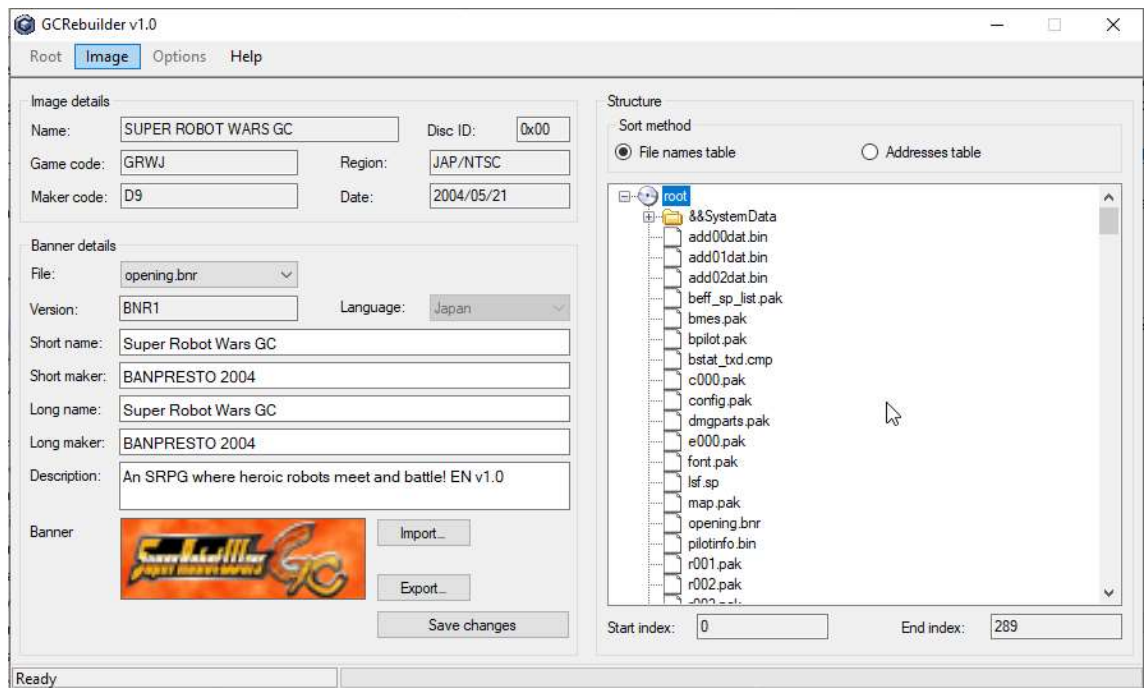 GCRebuilder v1.0
Root Image Options Help
Image details
Name: SUPER ROBOT WARS GC Disc ID: 0x00
Game code: GRWJ Region: JAP/NTSC
Maker code: D9 Date: 2004/05/21
Banner details
File: opening.bnr
Version: BNR1 Language: Japan
Short name: Super Robot Wars GC
Short maker: BANPRESTO 2004
Long name: Super Robot Wars GC
Long maker: BANPRESTO 2004
Description: An SRPG where heroic robots meet and battle! EN v1.0
Banner
Super Robot Wars GC
Import...
Export...
Save changes
Structure
Sort method
File names table Addresses table
root
&&SystemData
add00dat.bin
add01dat.bin
add02dat.bin
beff_sp_list.pak
bmes.pak
bpilot.pak
bstat_txd.cmp
c000.pak
config.pak
dmgparts.pak
e000.pak
font.pak
lsf.sp
map.pak
opening.bnr
pilotinfo.bin
r001.pak
r002.pak
Start index: 0 End index: 289
Ready